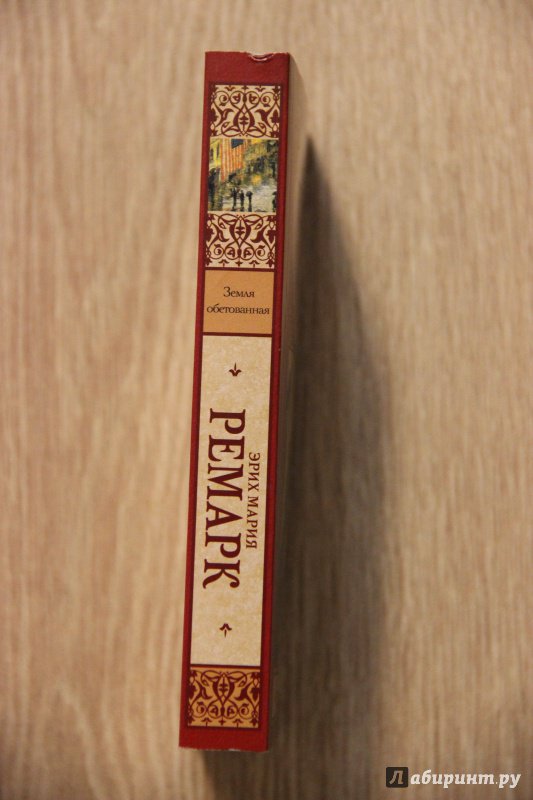 Земля
обетованная
ЭРИХ МАРИЯ
РЕМАРК
Лабиринт.ру